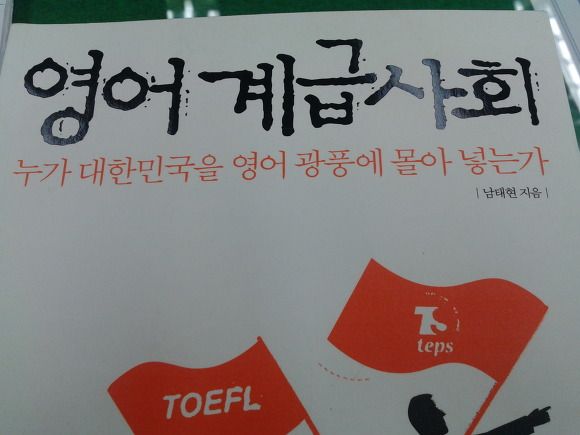 영어 계급사회
누가 대한민국을 영어 광풍에 몰아 넣는가
| 남태현 지음 |
TS
teps
TOEFL